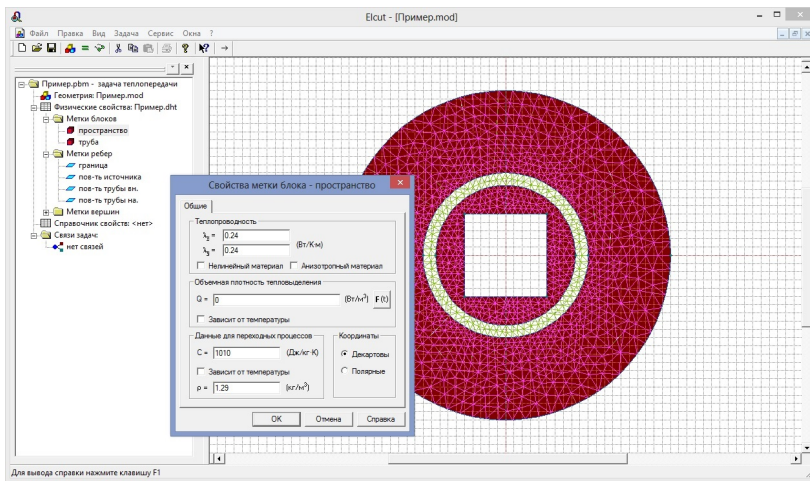 Elcut - [Пример.mod]
Файл Правка Вид Задача Сервис Окна ?
Пример.pbm - задача теплопередачи
Геометрия: Пример.mod
Физические свойства: Пример.dht
Метки блоков
пространство
труба
Метки ребер
граница
пов-ть источника
пов-ть трубы вн.
пов-ть трубы на.
Метки вершин
Справочник свойств: <нет>
Связи задач:
нет связей
Свойства метки блока - пространство
Общие
Теплопроводность
λx = 0.24
λy = 0.24
(Вт/К·м)
Нелинейный материал Анизотропный материал
Объемная плотность тепловыделения
Q = 0 (Вт/м³) F(t)
Зависит от температуры
Данные для переходных процессов Координаты
C = 1010 (Дж/кг·К) Декартовы
Зависит от температуры Полярные
ρ = 1.29 (кг/м³)
OK Отмена Справка
Для вывода справки нажмите клавишу F1